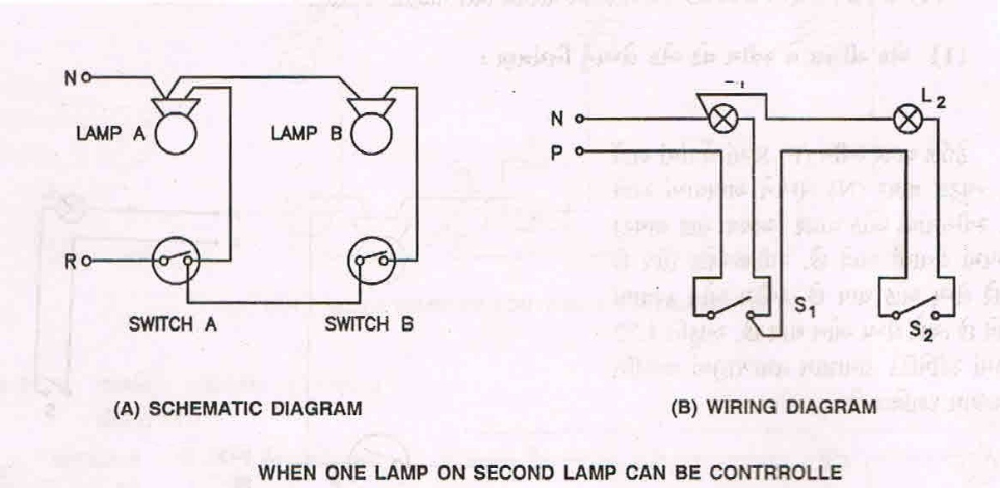 N
LAMP A
LAMP B
R
SWITCH A
SWITCH B
(A) SCHEMATIC DIAGRAM
L2
N
P
S1
S2
(B) WIRING DIAGRAM
WHEN ONE LAMP ON SECOND LAMP CAN BE CONTRROLLE